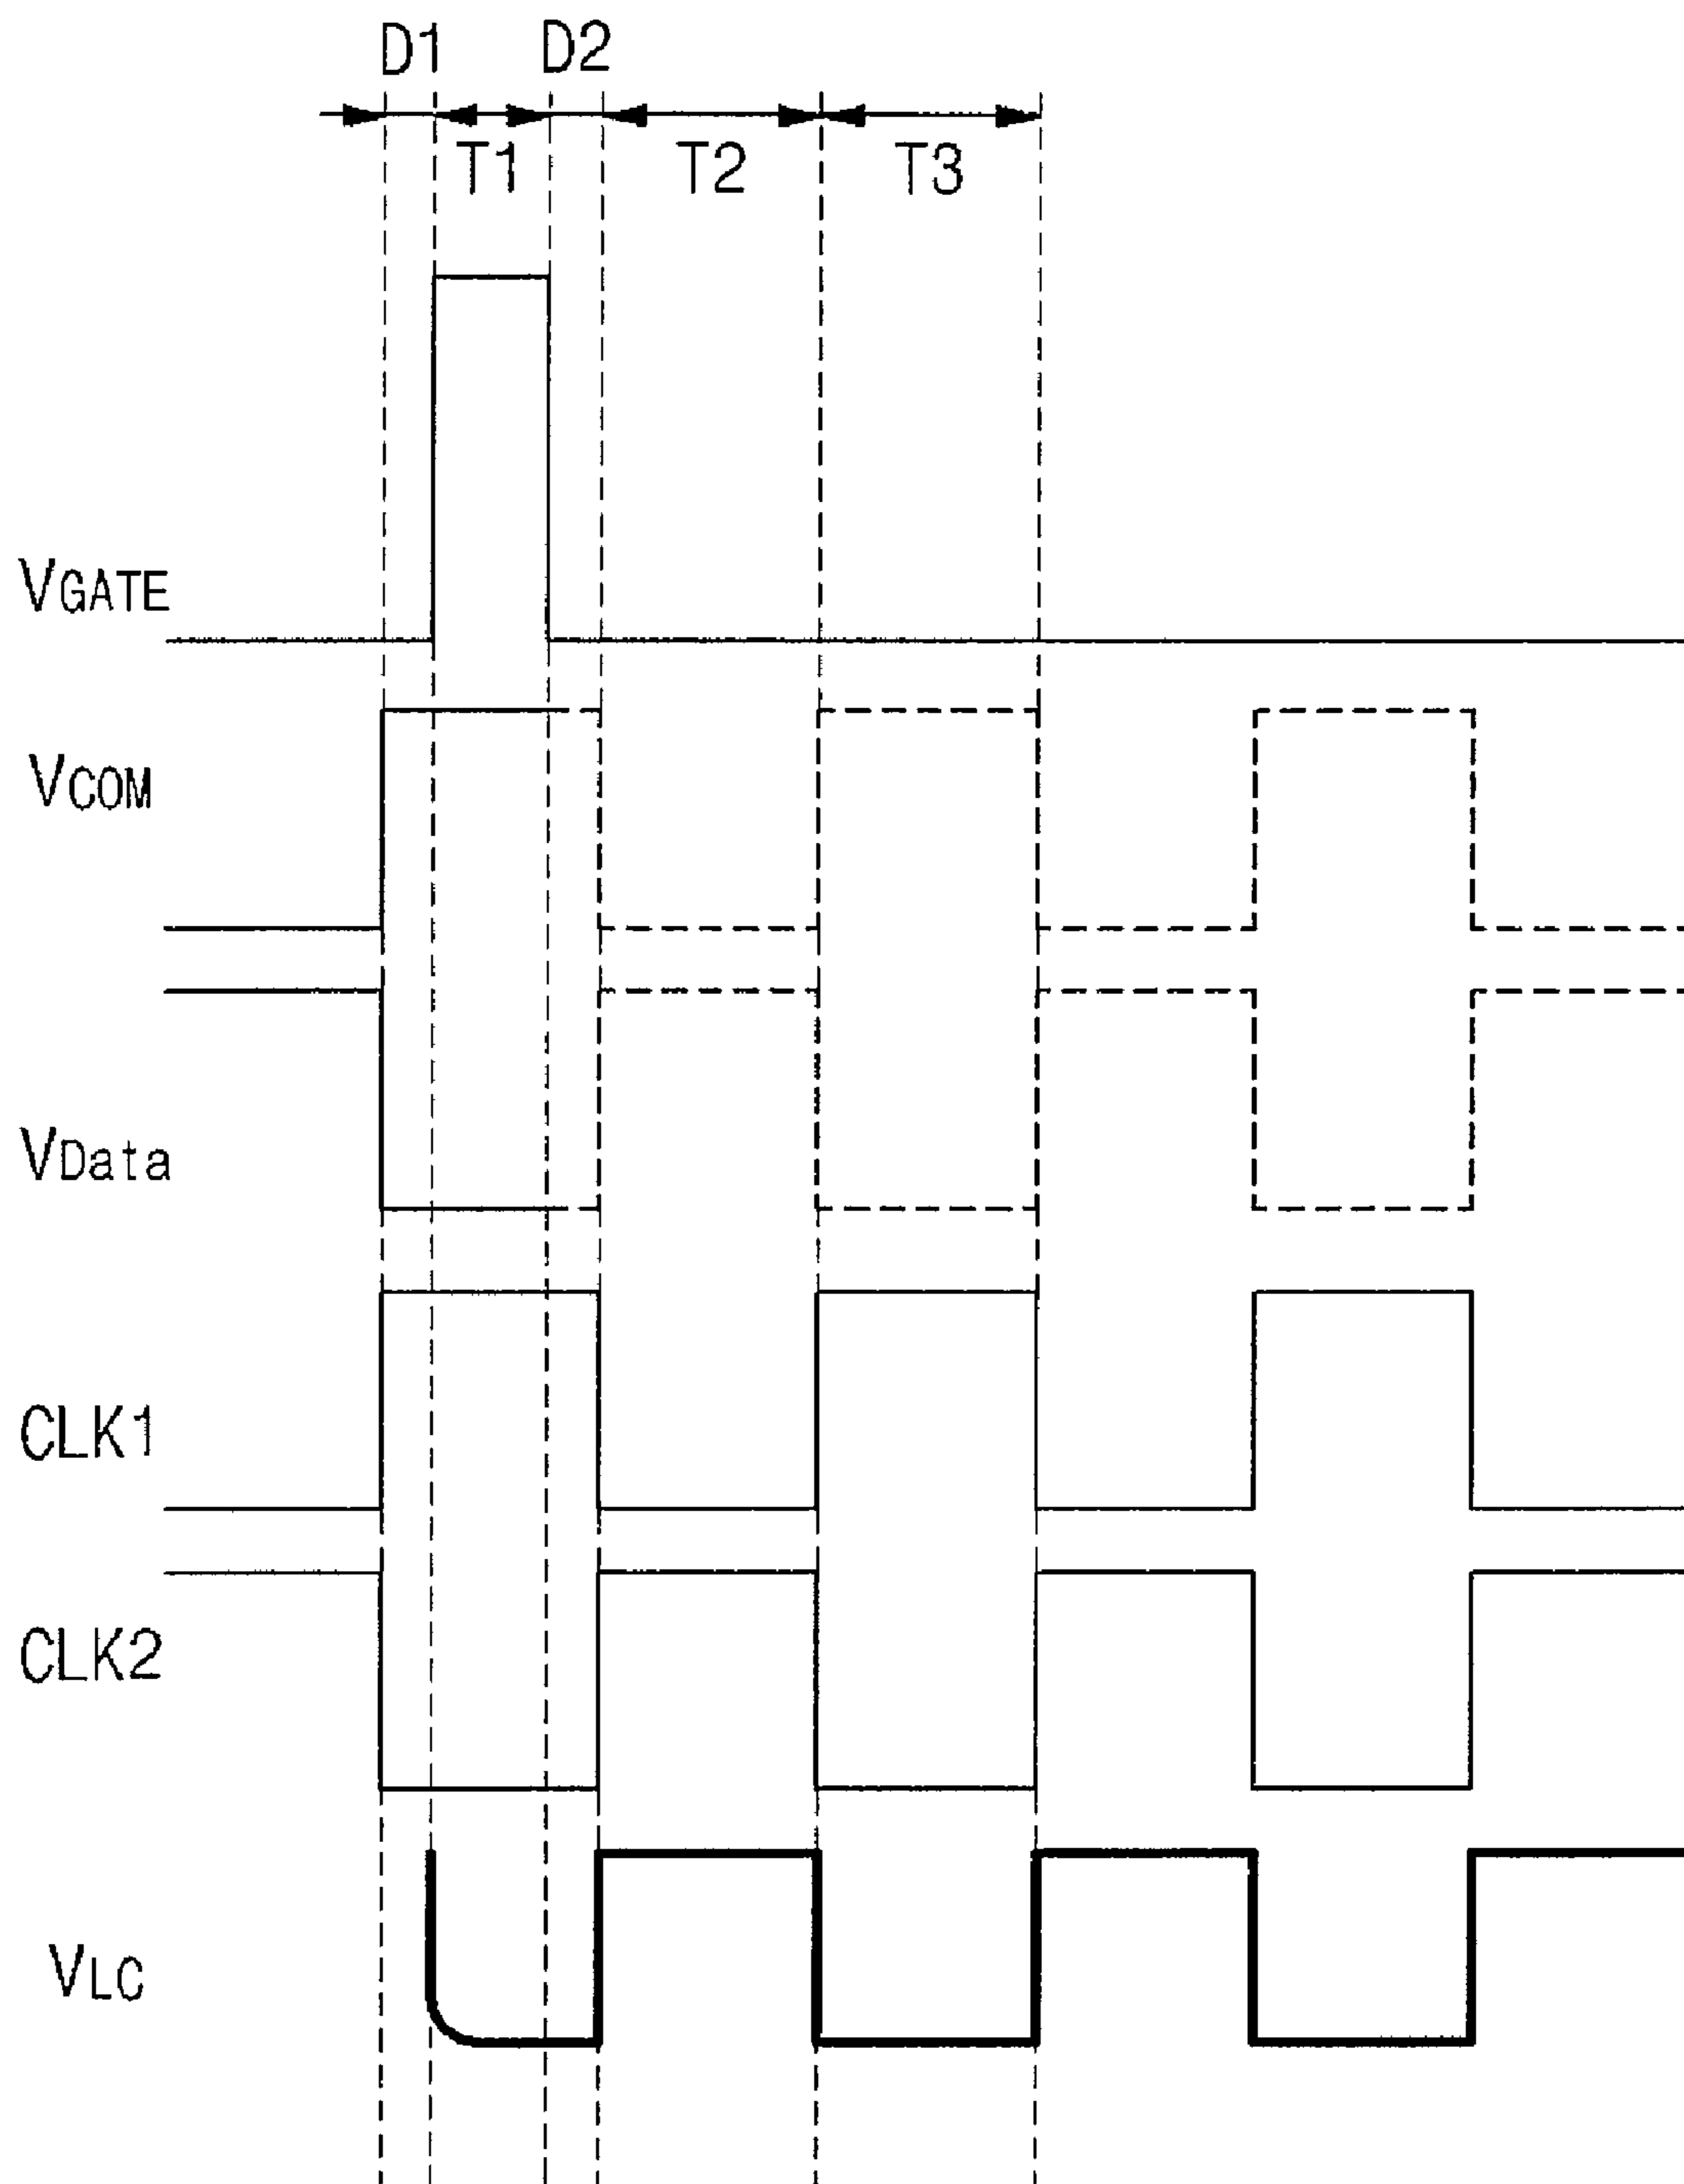 D1 D2
T1 T2 T3
VGATE
VCOM
VData
CLK1
CLK2
VLC